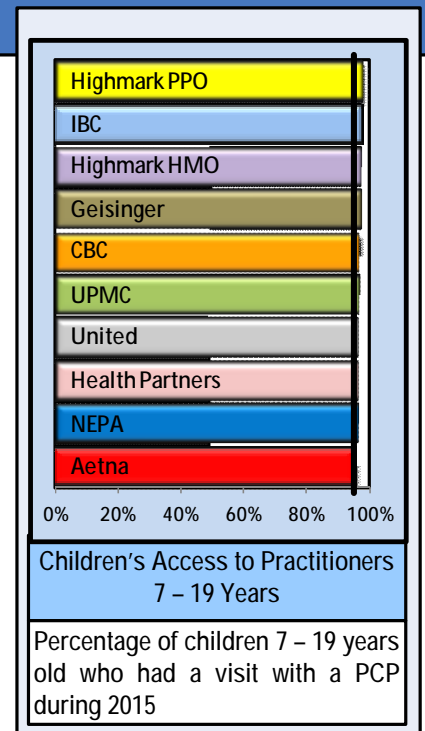 Highmark PPO
IBC
Highmark HMO
Geisinger
CBC
UPMC
United
Health Partners
NEPA
Aetna
0% 20% 40% 60% 80% 100%
Children's Access to Practitioners
7 – 19 Years
Percentage of children 7 – 19 years
old who had a visit with a PCP
during 2015